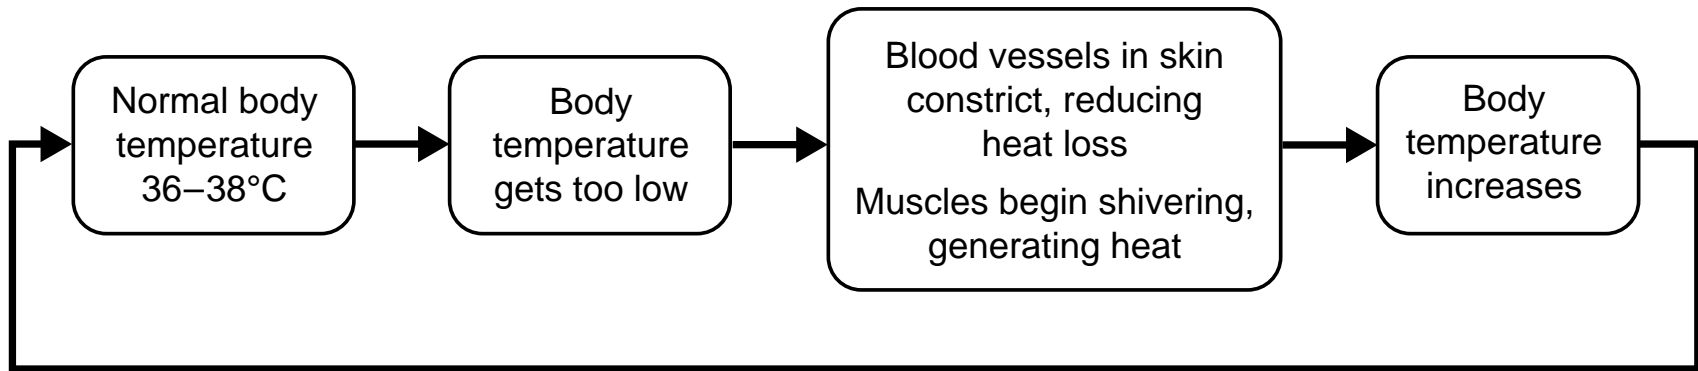 Normal body
temperature
36–38°C
Body
temperature
gets too low
Blood vessels in skin
constrict, reducing
heat loss
Muscles begin shivering,
generating heat
Body
temperature
increases